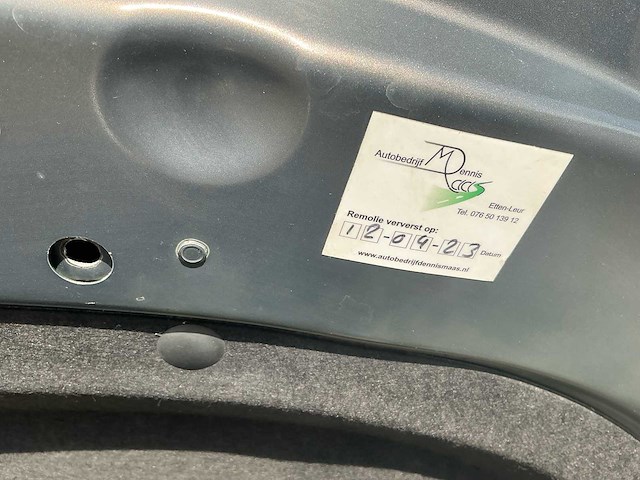 Autobedrijf Dennis
Maas
Etten-Leur
Tel. 076 50 139 12
Remolie ververst op:
12-04-23 Datum
www.autobedrijfdennismaas.nl